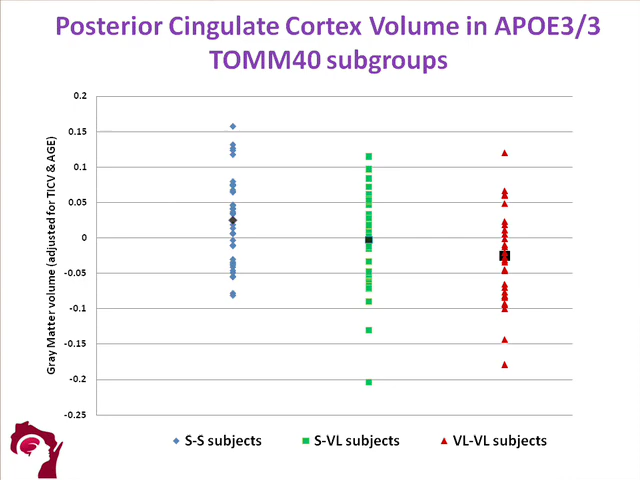 Posterior Cingulate Cortex Volume in APOE3/3
TOMM40 subgroups
Gray Matter volume (adjusted for TICV & AGE)
0.2
0.15
0.1
0.05
0
-0.05
-0.1
-0.15
-0.2
-0.25
S-S subjects
S-VL subjects
VL-VL subjects